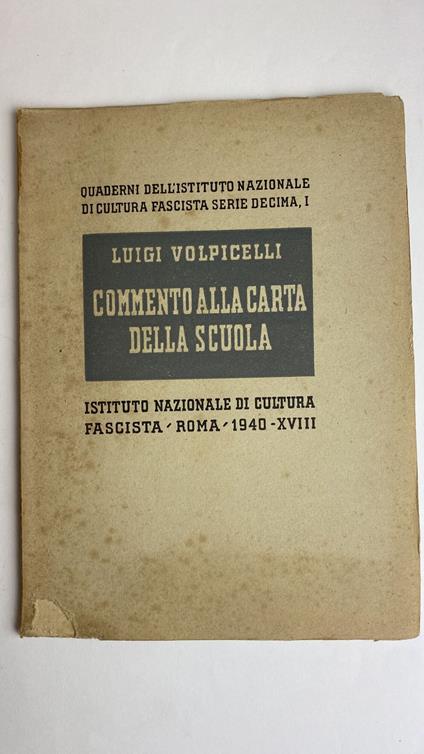 QUADERNI DELL'ISTITUTO NAZIONALE
DI CULTURA FASCISTA SERIE DECIMA, I
LUIGI VOLPICELLI
COMMENTO ALLA CARTA
DELLA SCUOLA
ISTITUTO NAZIONALE DI CULTURA
FASCISTA - ROMA - 1940 - XVIII